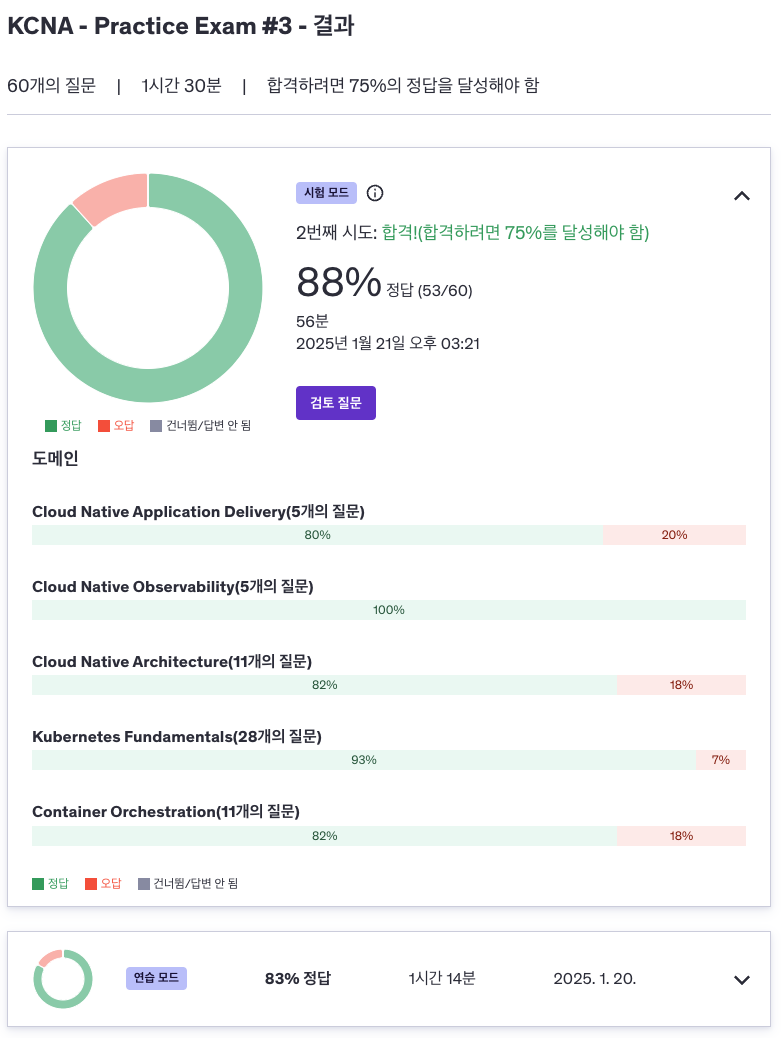 KCNA - Practice Exam #3 - 결과
60개의 질문 | 1시간 30분 | 합격하려면 75%의 정답을 달성해야 함
시험 모드
2번째 시도: 합격!(합격하려면 75%를 달성해야 함)
88% 정답 (53/60)
56분
2025년 1월 21일 오후 03:21
검토 질문
정답 오답 건너뜀/답변 안 됨
도메인
Cloud Native Application Delivery(5개의 질문)
80% 20%
Cloud Native Observability(5개의 질문)
100%
Cloud Native Architecture(11개의 질문)
82% 18%
Kubernetes Fundamentals(28개의 질문)
93% 7%
Container Orchestration(11개의 질문)
82% 18%
정답 오답 건너뜀/답변 안 됨
연습 모드 83% 정답 1시간 14분 2025. 1. 20.